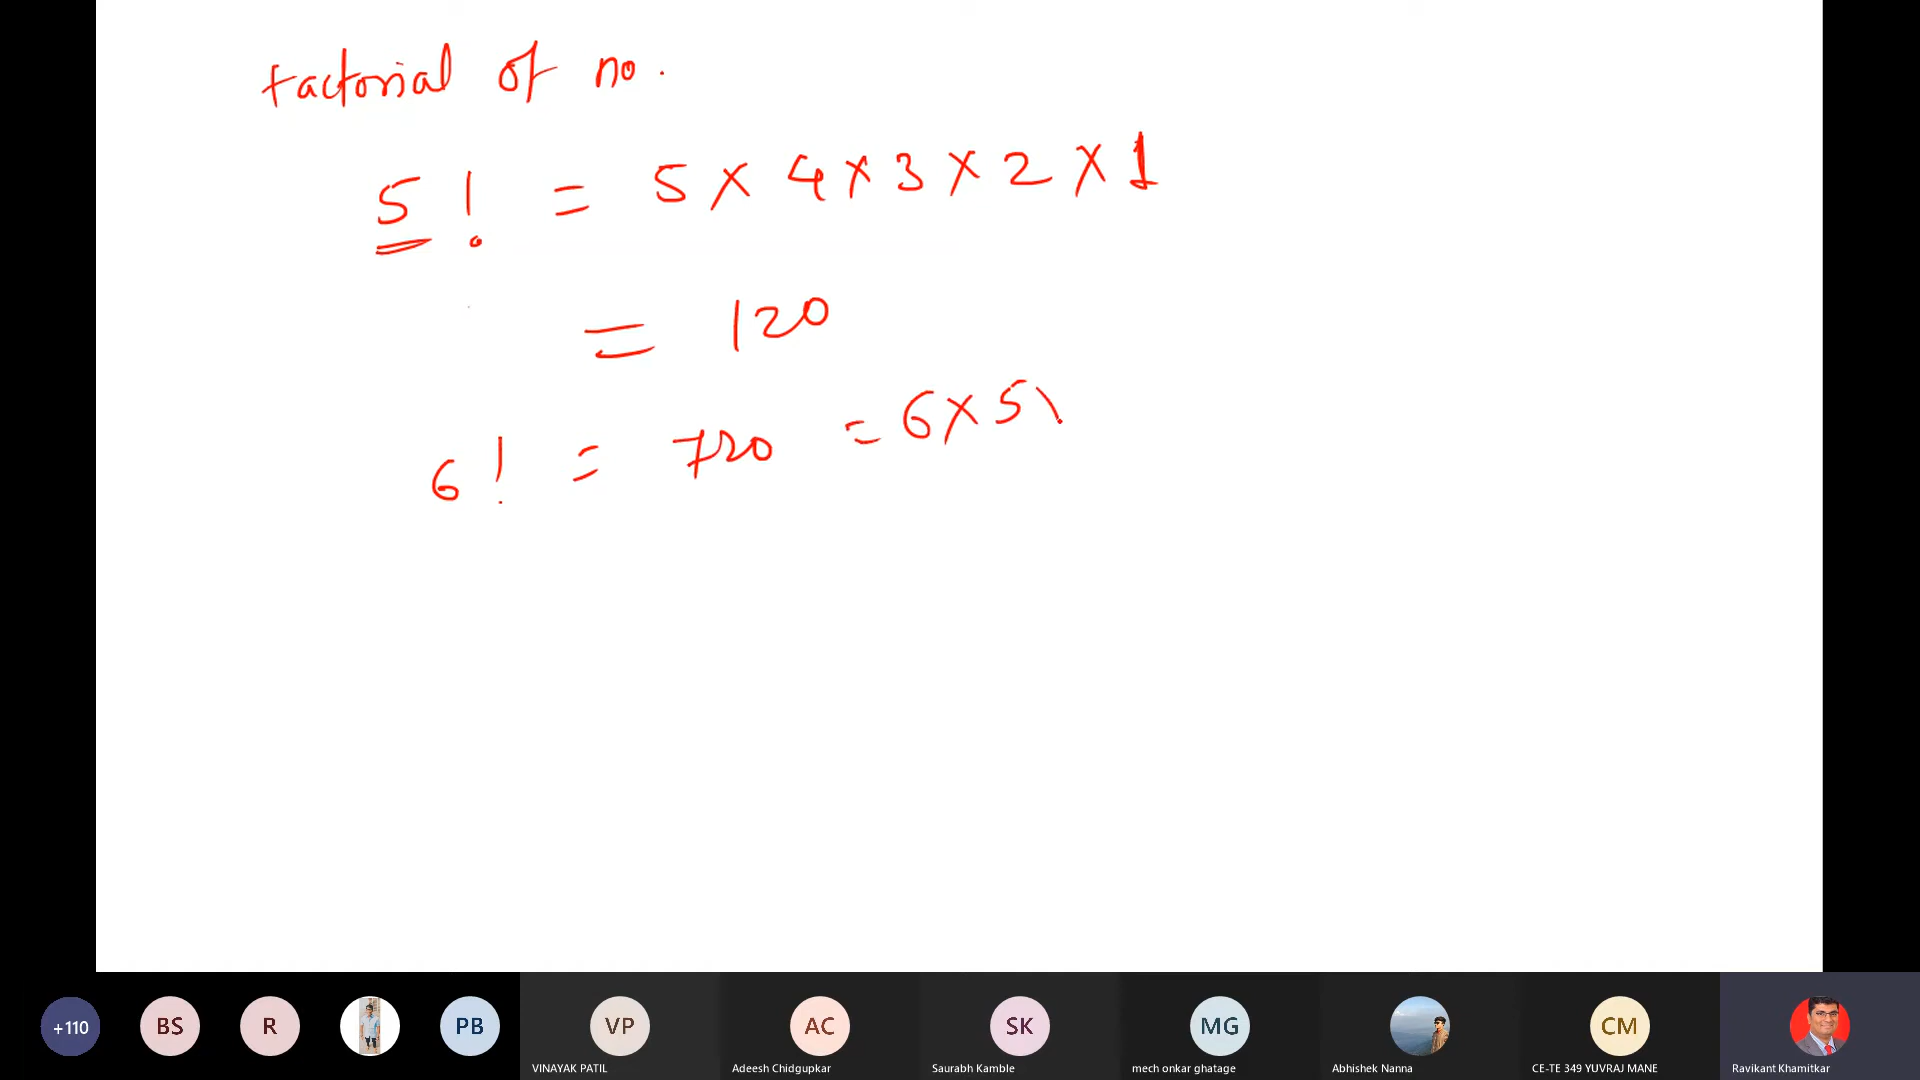 factorial of no.
5! = 5 × 4 × 3 × 2 × 1
= 120
6! = 720 = 6 × 5 \
+110
BS
R
PB
VP
AC
SK
MG
CM
VINAYAK PATIL
Adeesh Chidgupkar
Saurabh Kamble
mech onkar ghatage
Abhishek Nanna
CE-TE 349 YUVRAJ MANE
Ravikant Khamitkar